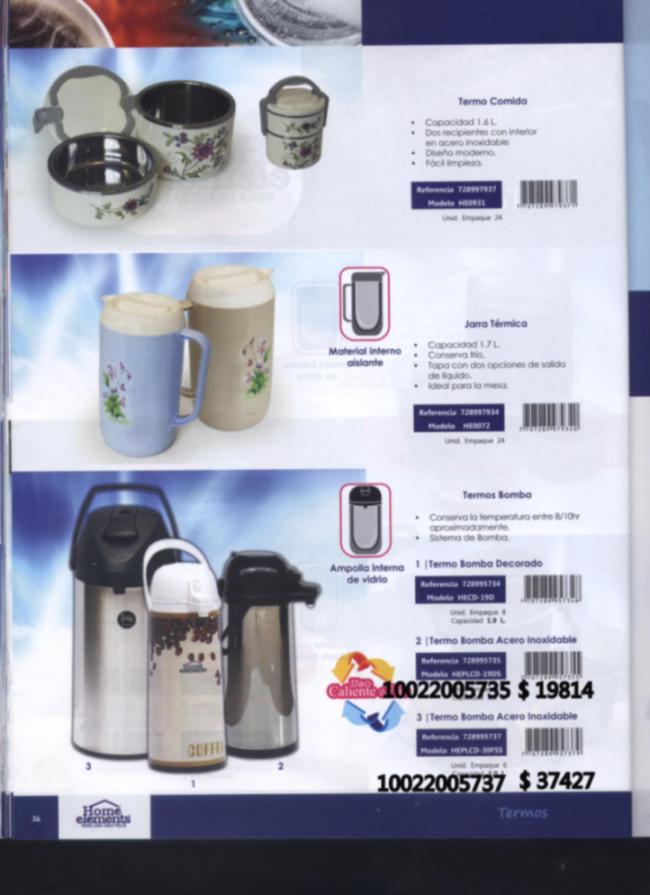 Termo Comida
• Capacidad 1.6 L.
• Dos recipientes con interior
en acero inoxidable
• Diseño moderno.
• Fácil limpieza.
Referencia 728997937
Modelo HE0931
Unid. Empaque 24
Material interno
aislante
Jarra Térmica
• Capacidad 1.7 L.
• Conserva frío.
• Tapa con dos opciones de salida
de líquido.
• Ideal para la mesa.
Referencia 728997934
Modelo HE0072
Unid. Empaque 24
Ampolla interna
de vidrio
Termos Bomba
• Conserva la temperatura entre 8/10hr
aproximadamente.
• Sistema de Bomba.
1 |Termo Bomba Decorado
Referencia 728995734
Modelo HECD-19D
Unid. Empaque 8
Capacidad 1.9 L.
2 |Termo Bomba Acero Inoxidable
Referencia 728995735
Modelo HEPLCD-19DS
Uso
Caliente
10022005735 $ 19814
3 |Termo Bomba Acero Inoxidable
Referencia 728995737
Modelo HEPLCD-30FSS
Unid. Empaque 6
10022005737 $ 37427
COFFEE
3
1
2
36
Home
elements
Termos